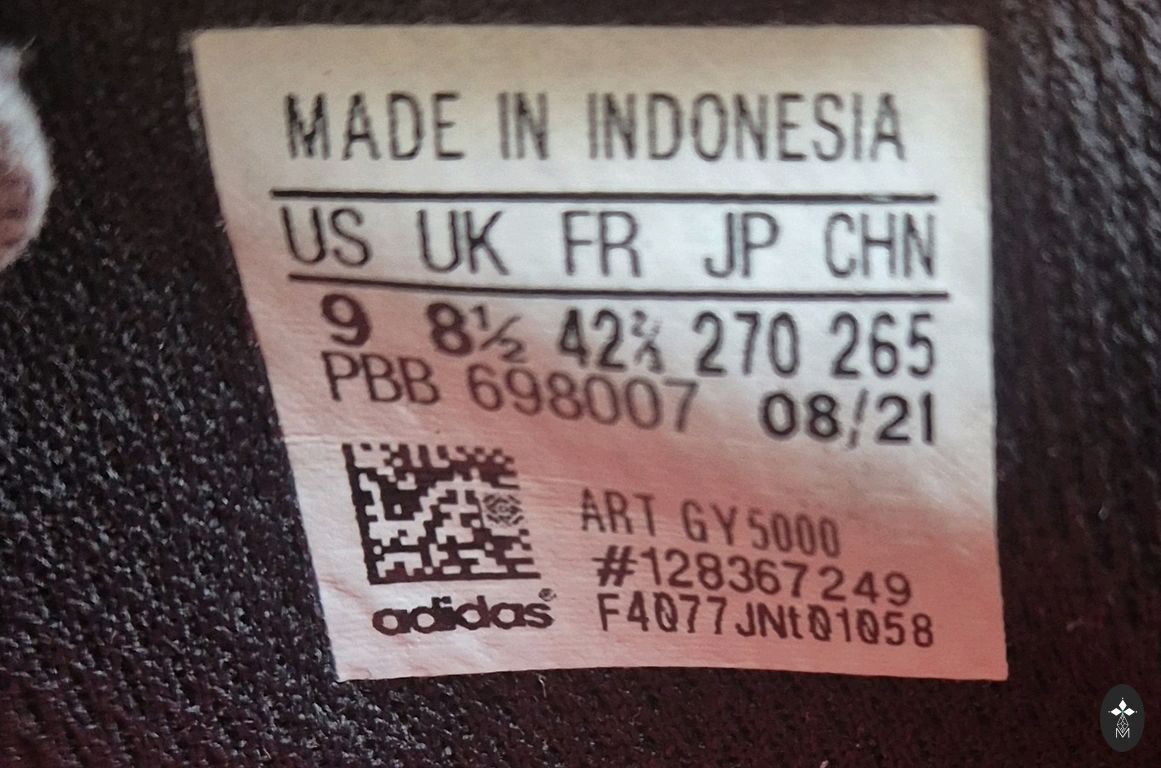 MADE IN INDONESIA
US UK FR JP CHN
9 8½ 42⅔ 270 265
PBB 698007 08/21
ART GY5000
#128367249
F4077JNt01058
adidas®
M